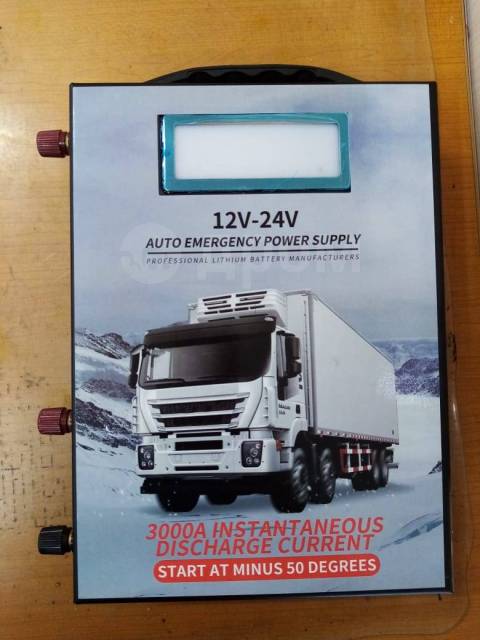 12V-24V
AUTO EMERGENCY POWER SUPPLY
PROFESSIONAL LITHIUM BATTERY MANUFACTURERS
3000A INSTANTANEOUS
DISCHARGE CURRENT
START AT MINUS 50 DEGREES